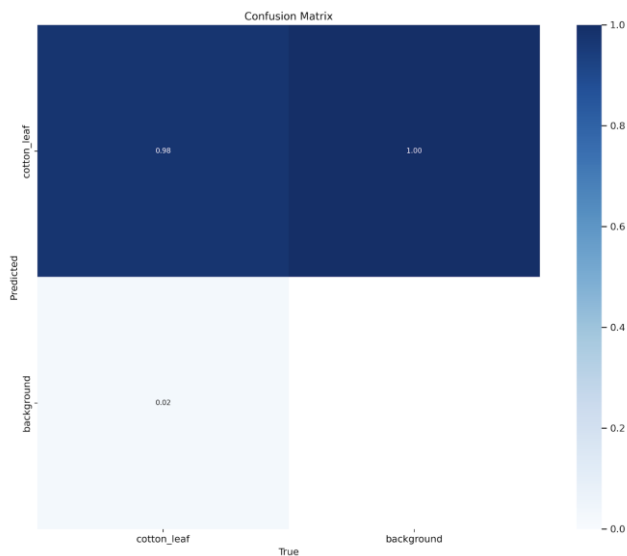 Confusion Matrix
cotton_leaf
0.98
1.00
Predicted
background
0.02
cotton_leaf
background
True
1.0
0.8
0.6
0.4
0.2
0.0